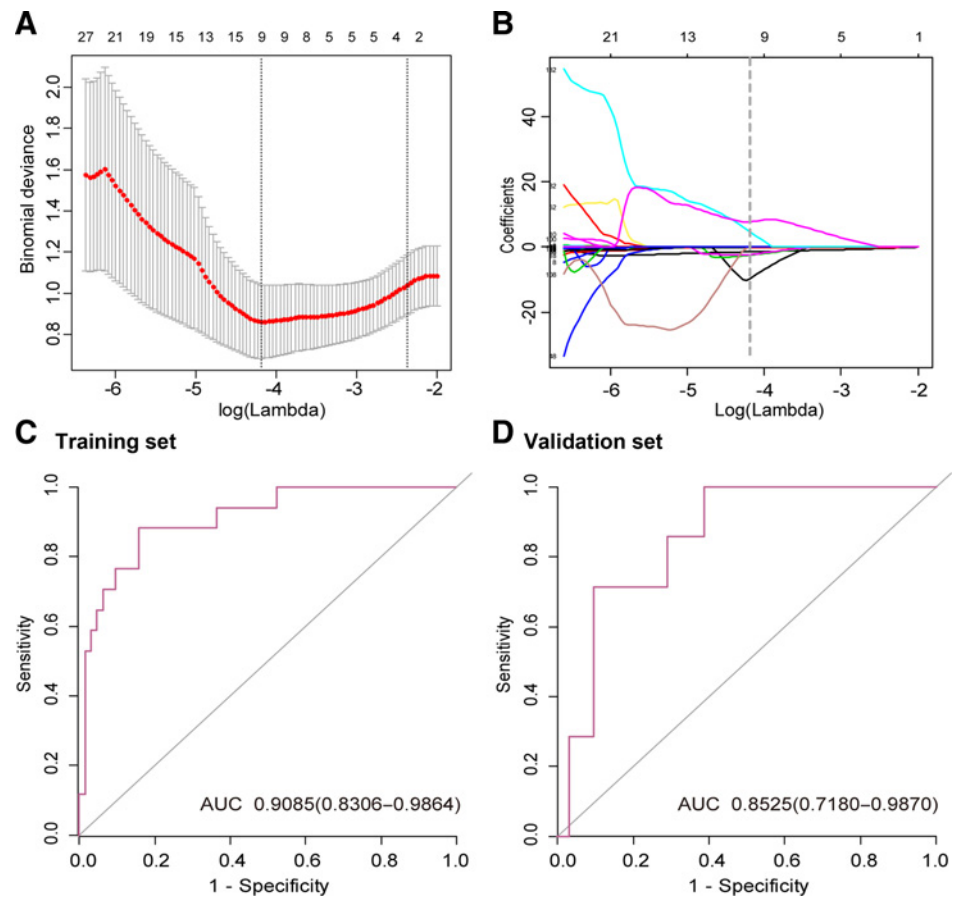 A
27 21 19 15 13 15 9 9 8 5 5 5 4 2
Binomial deviance
2.0
1.8
1.6
1.4
1.2
1.0
0.8
-6 -5 -4 -3 -2
log(Lambda)
B
21 13 9 5 1
Coefficients
40
20
0
-20
-6 -5 -4 -3 -2
Log(Lambda)
C Training set
Sensitivity
1.0
0.8
0.6
0.4
0.2
0.0
AUC 0.9085(0.8306–0.9864)
0.0 0.2 0.4 0.6 0.8 1.0
1 - Specificity
D Validation set
Sensitivity
1.0
0.8
0.6
0.4
0.2
0.0
AUC 0.8525(0.7180–0.9870)
0.0 0.2 0.4 0.6 0.8 1.0
1 - Specificity